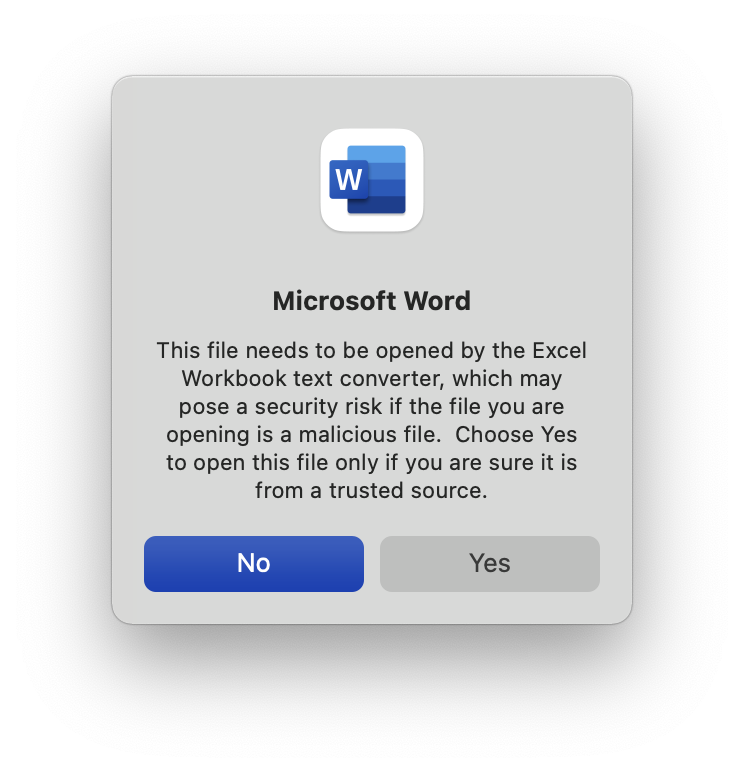 W
Microsoft Word
This file needs to be opened by the Excel
Workbook text converter, which may
pose a security risk if the file you are
opening is a malicious file.  Choose Yes
to open this file only if you are sure it is
from a trusted source.
No
Yes